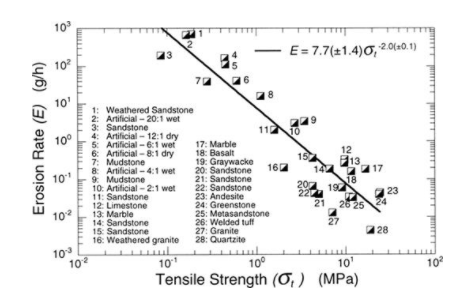 10³
10²
10¹
10⁰
10⁻¹
10⁻²
10⁻³
Erosion Rate (E) (g/h)
E = 7.7(±1.4)σₜ⁻²·⁰⁽±⁰·¹⁾
1
2
3
4
5
7
6
8
9
10
11
12
13
15
14
16
17
18
19
20
22
21
23
24
26
25
27
28
1: Weathered Sandstone
2: Artificial – 20:1 wet
3: Sandstone
4: Artificial – 12:1 dry
5: Artificial – 6:1 wet
6: Artificial – 8:1 dry
7: Mudstone
8: Artificial – 4:1 wet
9: Mudstone
10: Artificial – 2:1 wet
11: Sandstone
12: Limestone
13: Marble
14: Sandstone
15: Sandstone
16: Weathered granite
17: Marble
18: Basalt
19: Graywacke
20: Sandstone
21: Sandstone
22: Sandstone
23: Andesite
24: Greenstone
25: Metasandstone
26: Welded tuff
27: Granite
28: Quartzite
10⁻²
10⁻¹
10⁰
10¹
10²
Tensile Strength (σₜ) (MPa)